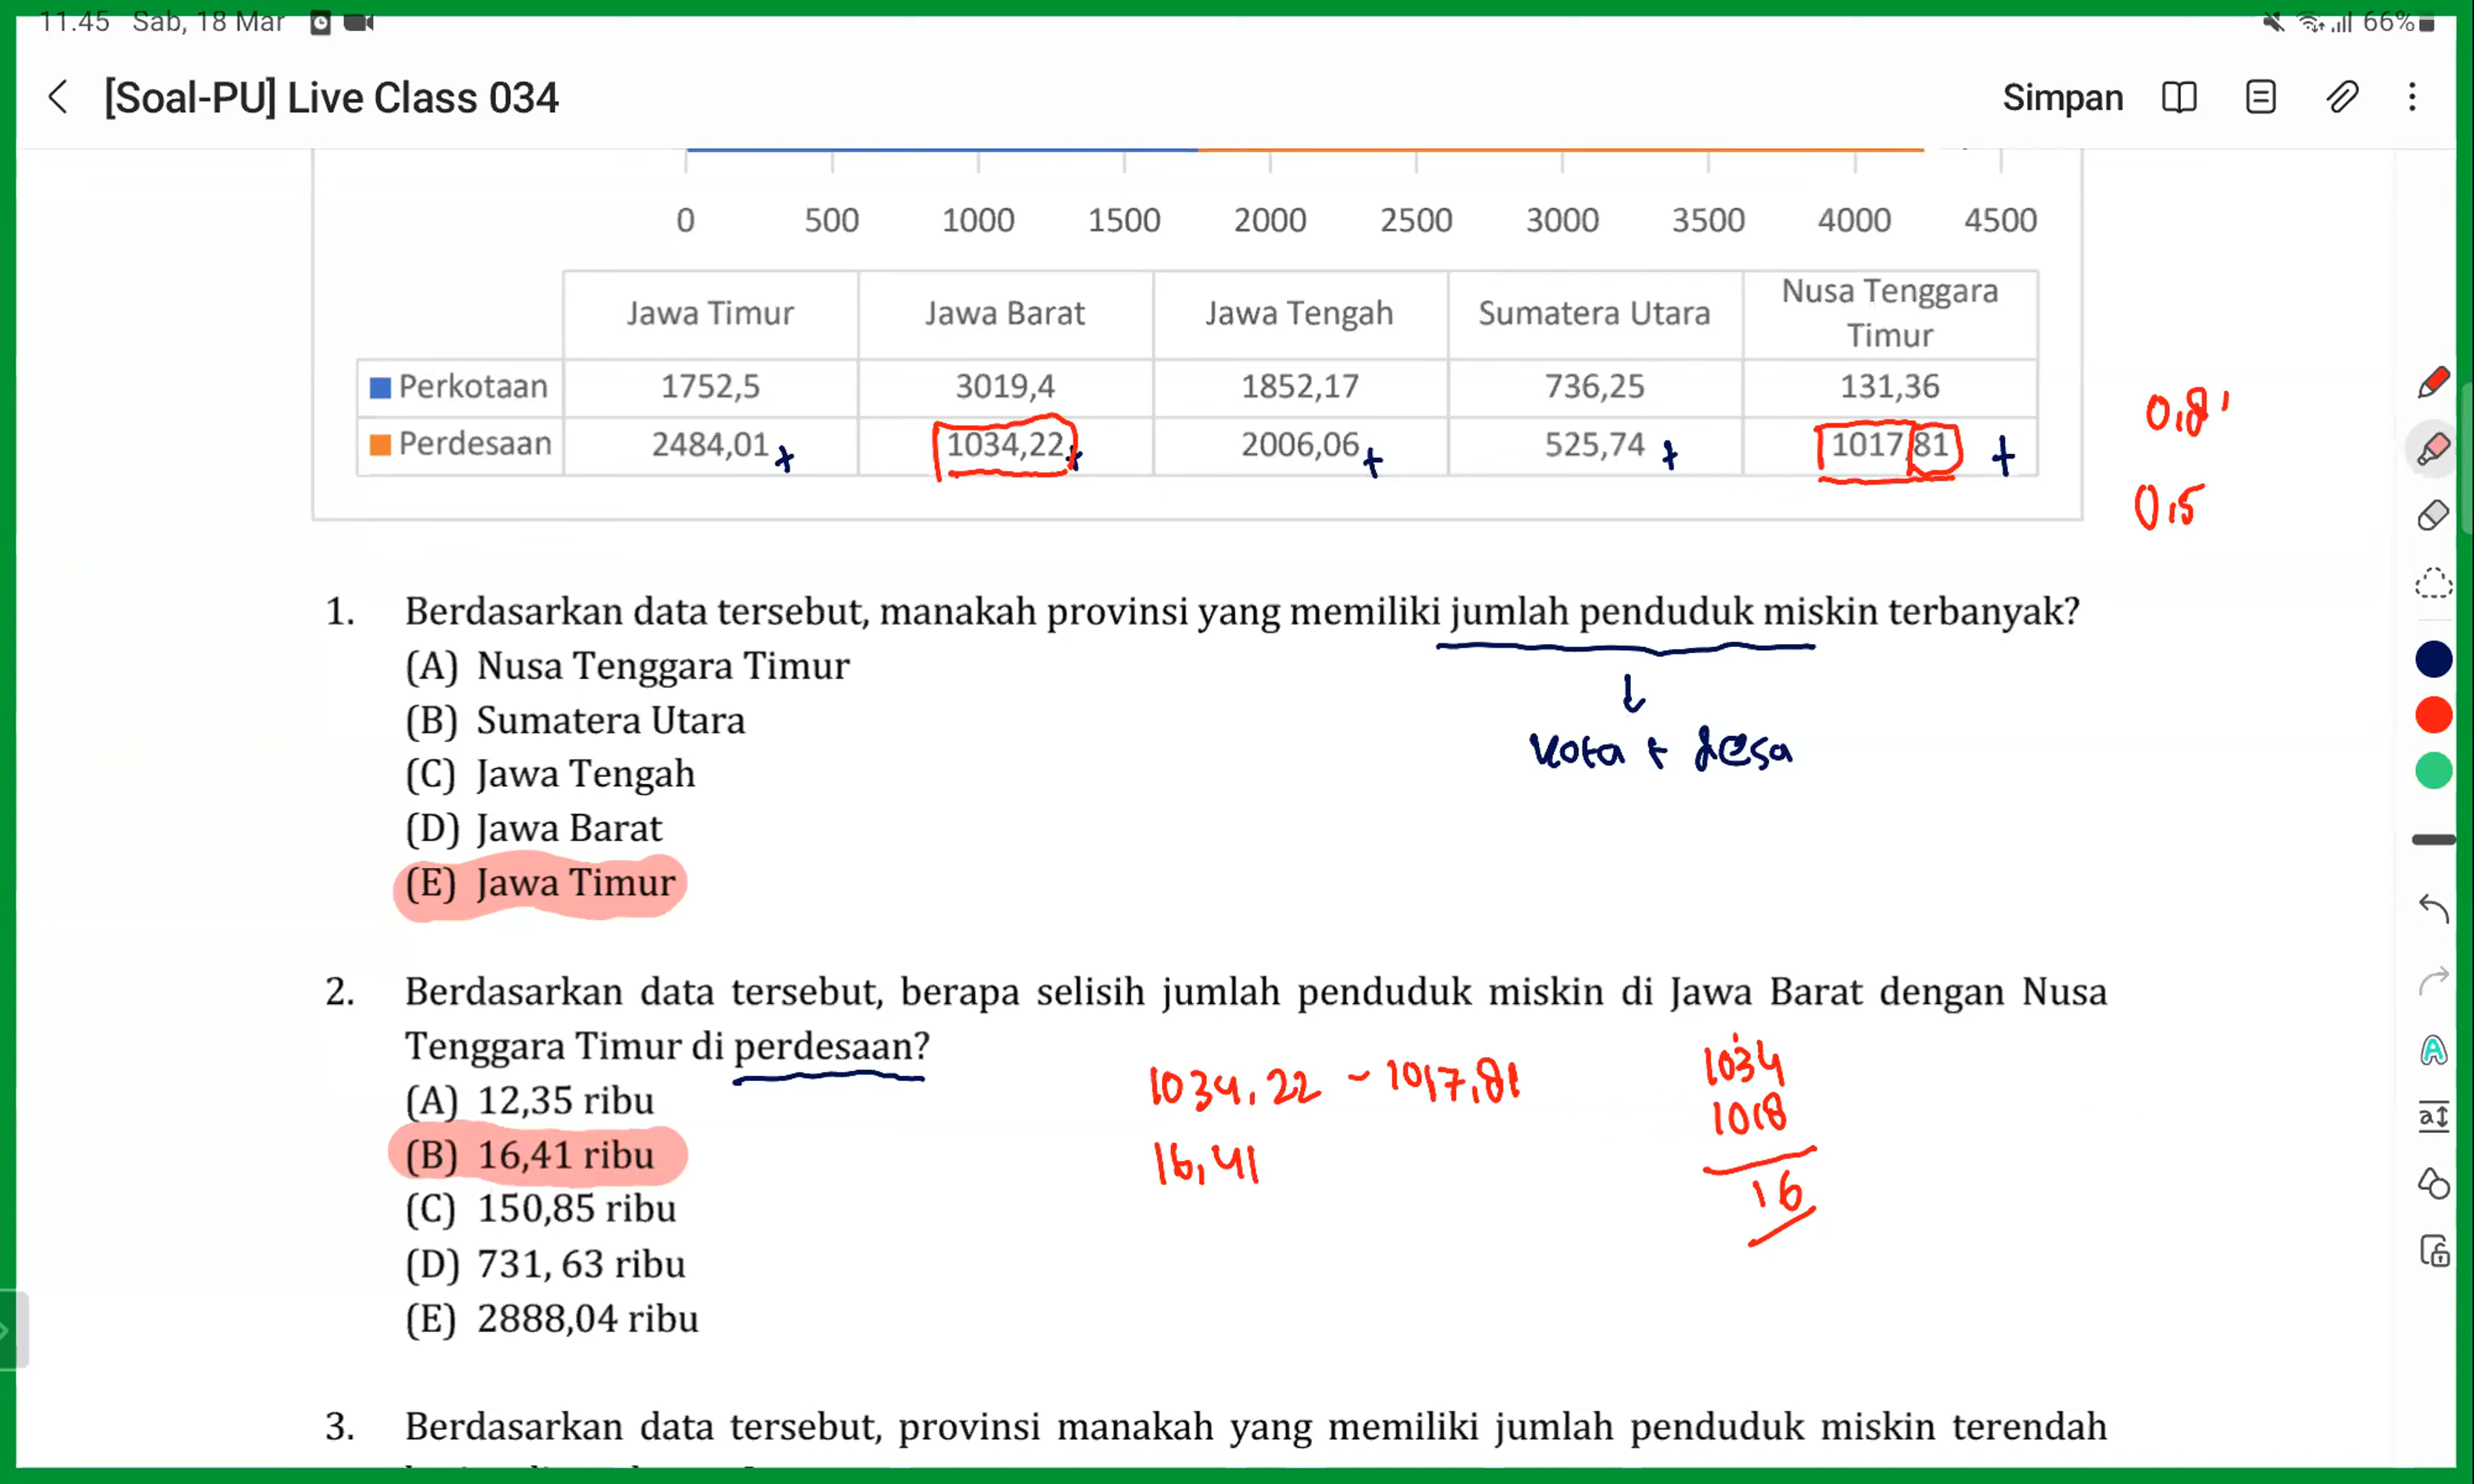 11.45 Sab, 18 Mar
66%
[Soal-PU] Live Class 034
Simpan
0 500 1000 1500 2000 2500 3000 3500 4000 4500
Jawa Timur Jawa Barat Jawa Tengah Sumatera Utara Nusa Tenggara Timur
Perkotaan 1752,5 3019,4 1852,17 736,25 131,36
Perdesaan 2484,01 + 1034,22 + 2006,06 + 525,74 + 1017,81 +
0,81
0,5
1. Berdasarkan data tersebut, manakah provinsi yang memiliki jumlah penduduk miskin terbanyak?
(A) Nusa Tenggara Timur
(B) Sumatera Utara
kota + desa
(C) Jawa Tengah
(D) Jawa Barat
(E) Jawa Timur
2. Berdasarkan data tersebut, berapa selisih jumlah penduduk miskin di Jawa Barat dengan Nusa
Tenggara Timur di perdesaan?
(A) 12,35 ribu
1034,22 - 1017,81
1034
1018
16
(B) 16,41 ribu
16,41
(C) 150,85 ribu
(D) 731, 63 ribu
(E) 2888,04 ribu
3. Berdasarkan data tersebut, provinsi manakah yang memiliki jumlah penduduk miskin terendah